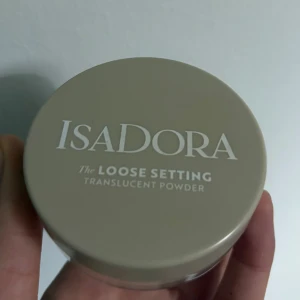 ISADORA
The LOOSE SETTING
TRANSLUCENT POWDER